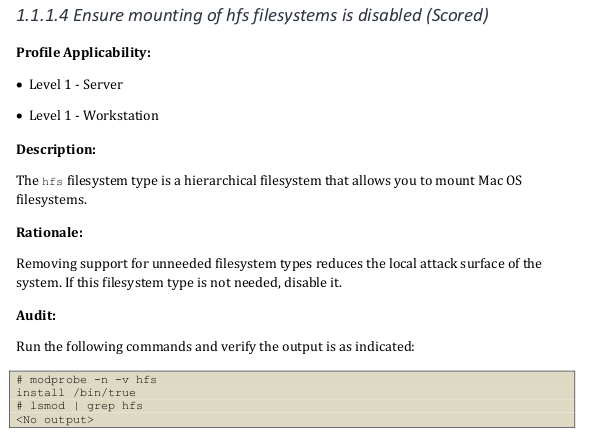 1.1.1.4 Ensure mounting of hfs filesystems is disabled (Scored)
Profile Applicability:
• Level 1 - Server
• Level 1 - Workstation
Description:
The hfs filesystem type is a hierarchical filesystem that allows you to mount Mac OS
filesystems.
Rationale:
Removing support for unneeded filesystem types reduces the local attack surface of the
system. If this filesystem type is not needed, disable it.
Audit:
Run the following commands and verify the output is as indicated:
# modprobe -n -v hfs
install /bin/true
# lsmod | grep hfs
<No output>